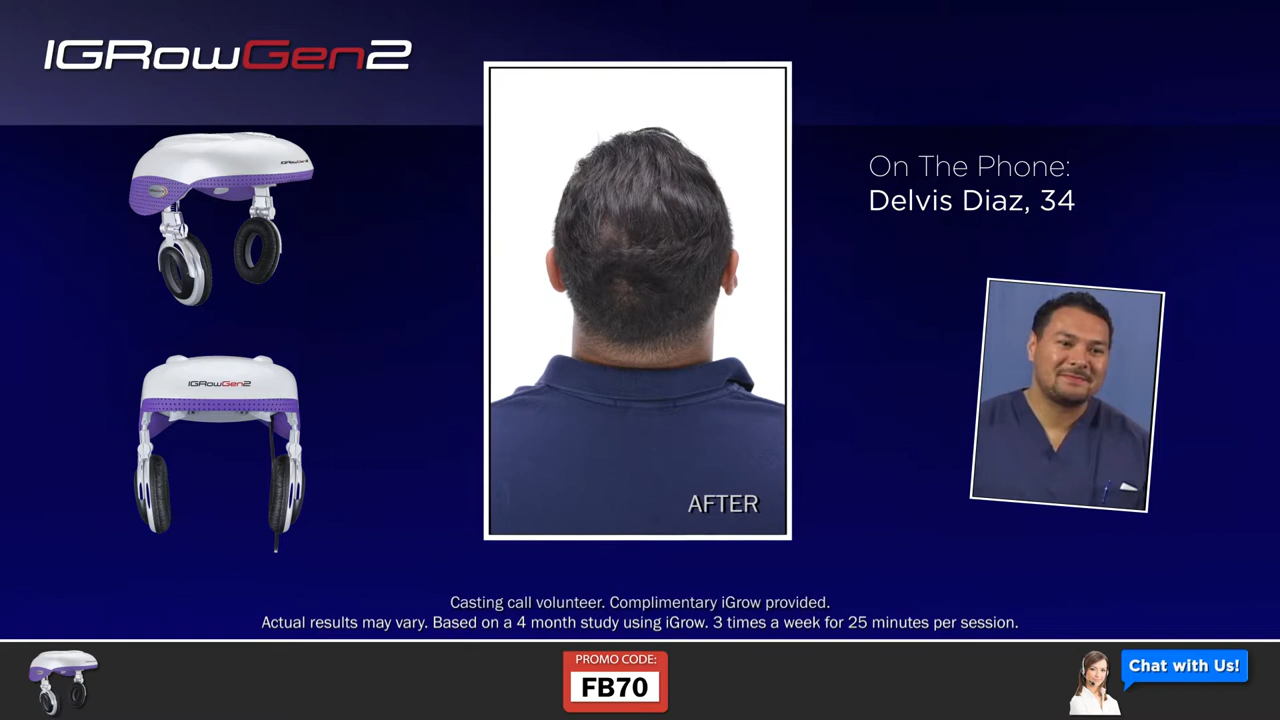 IGRowGen2
On The Phone:
Delvis Diaz, 34
IGRowGen2
IGRowGen2
AFTER
Casting call volunteer. Complimentary iGrow provided.
Actual results may vary. Based on a 4 month study using iGrow. 3 times a week for 25 minutes per session.
PROMO CODE:
FB70
Chat with Us!